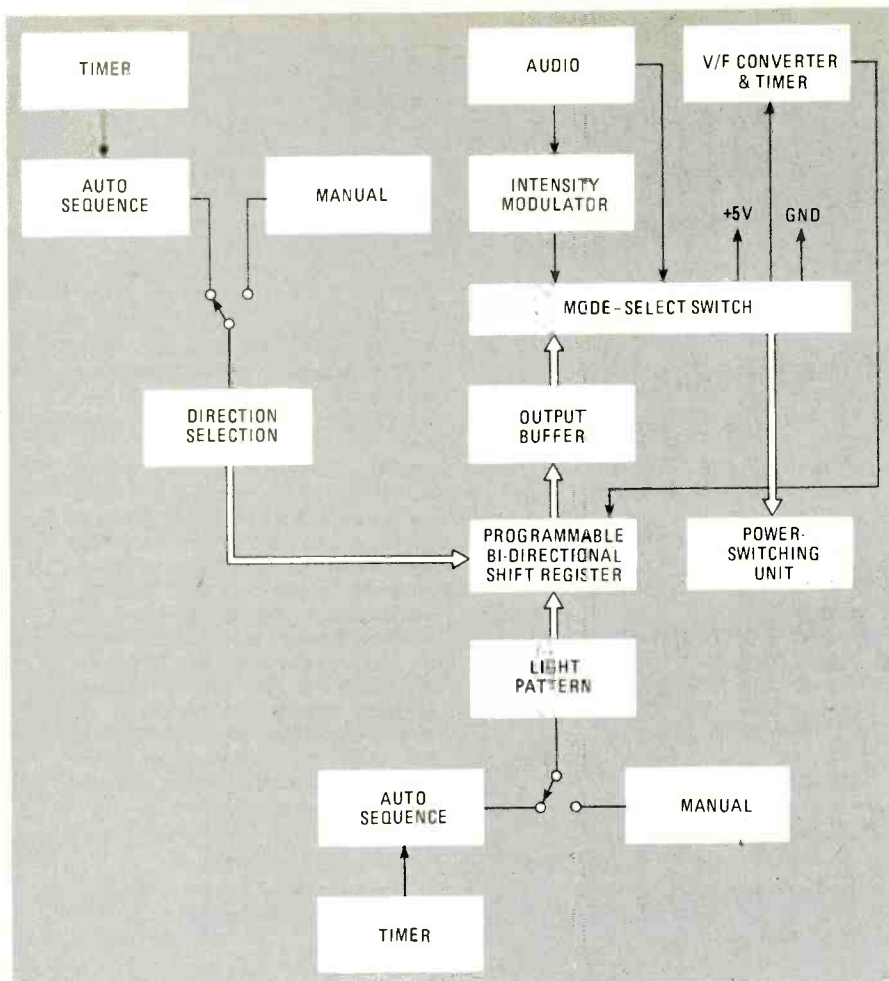 TIMER
AUDIO
V/F CONVERTER
& TIMER
AUTO
SEQUENCE
MANUAL
INTENSITY
MODULATOR
+5V
GND
MODE-SELECT SWITCH
DIRECTION
SELECTION
OUTPUT
BUFFER
PROGRAMMABLE
BI-DIRECTIONAL
SHIFT REGISTER
POWER-
SWITCHING
UNIT
LIGHT
PATTERN
AUTO
SEQUENCE
MANUAL
TIMER